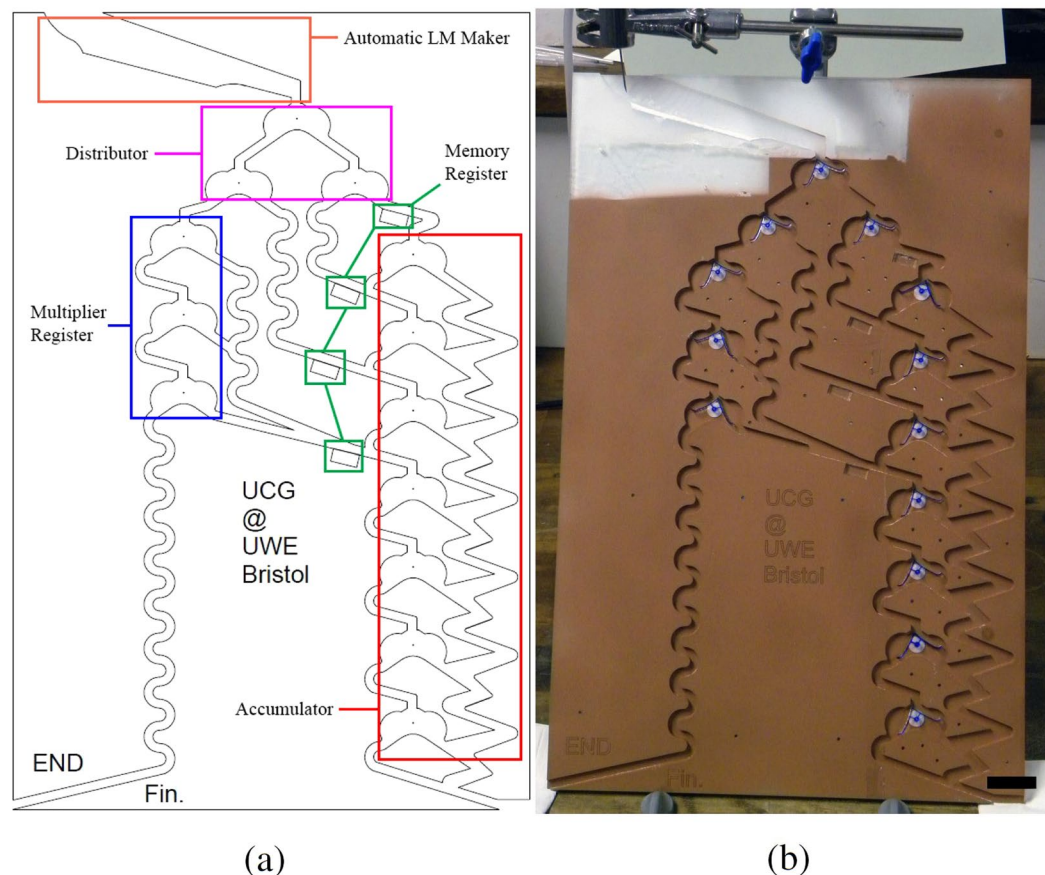 Automatic LM Maker
Distributor
Memory
Register
Multiplier
Register
UCG
@
UWE
Bristol
Accumulator
END
Fin.
UCG
@
UWE
Bristol
END
Fin.
(a)
(b)